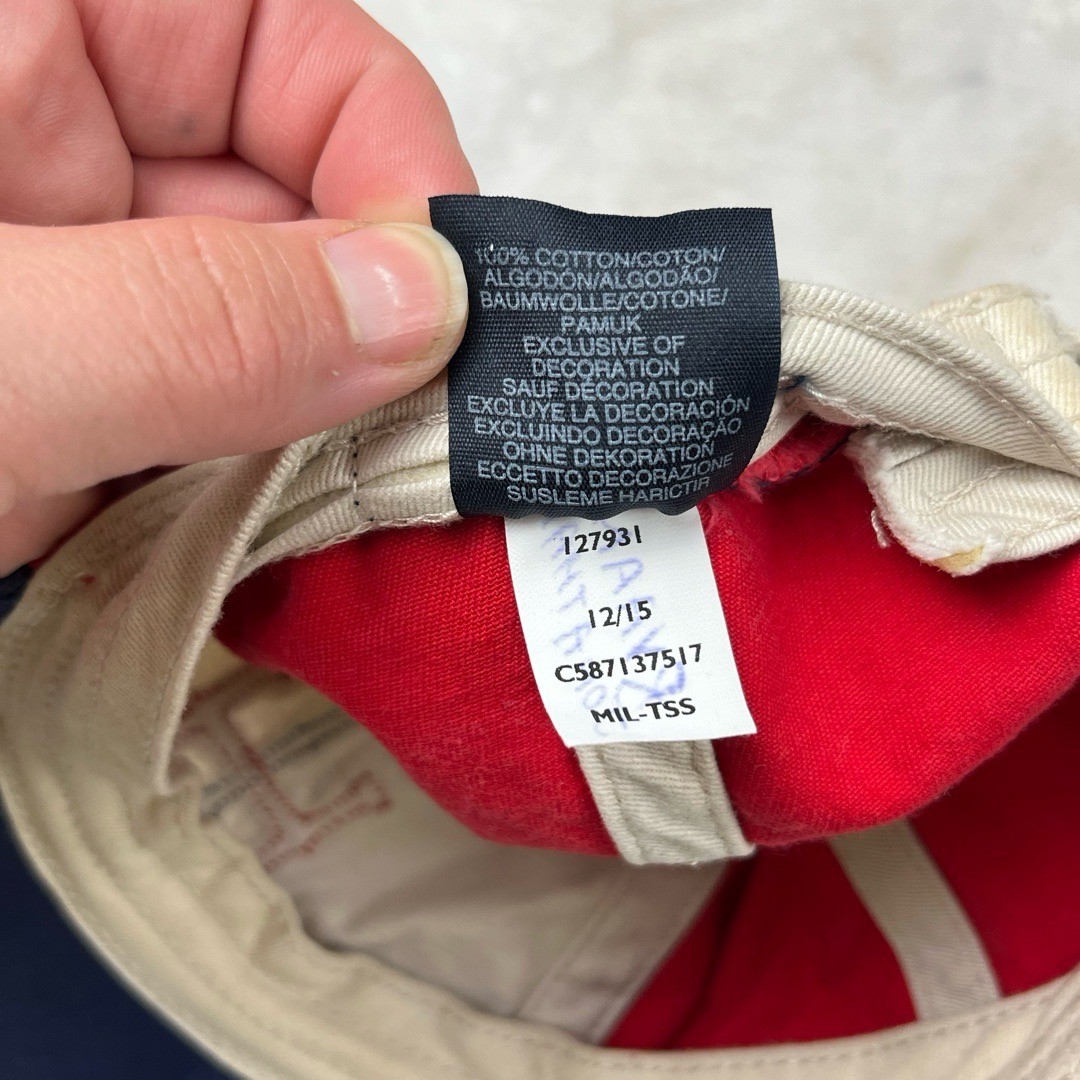 100% COTTON/COTON/
ALGODÓN/ALGODÃO/
BAUMWOLLE/COTONE/
PAMUK
EXCLUSIVE OF
DECORATION
SAUF DÉCORATION
EXCLUYE LA DECORACIÓN
EXCLUINDO DECORAÇAO
OHNE DEKORATION
ECCETTO DECORAZIONE
SUSLEME HARICTIR
127931
12/15
C587137517
MIL-TSS